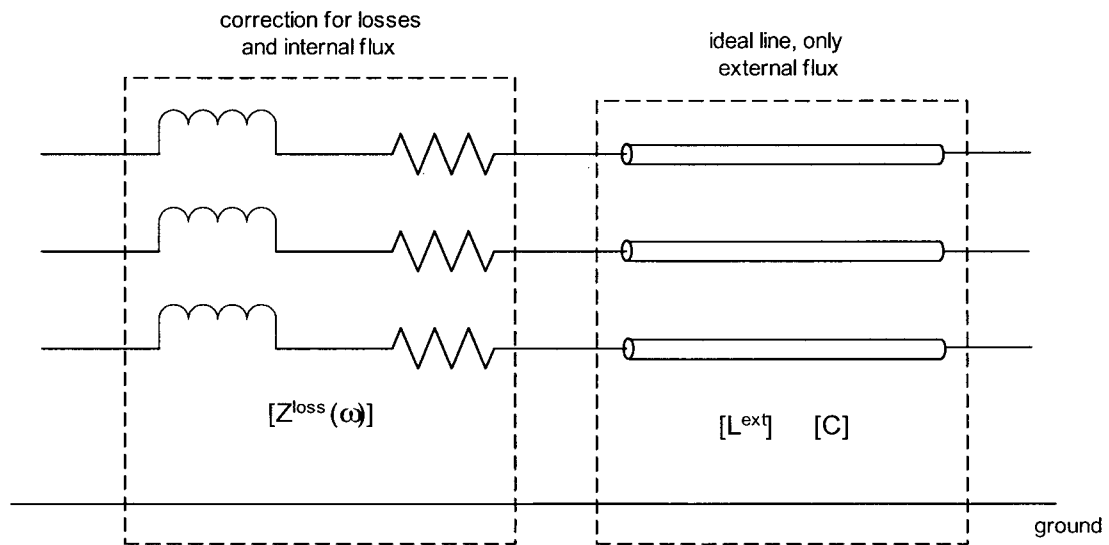 correction for losses
and internal flux
ideal line, only
external flux
[Z^loss (ω)]
[L^ext] [C]
ground